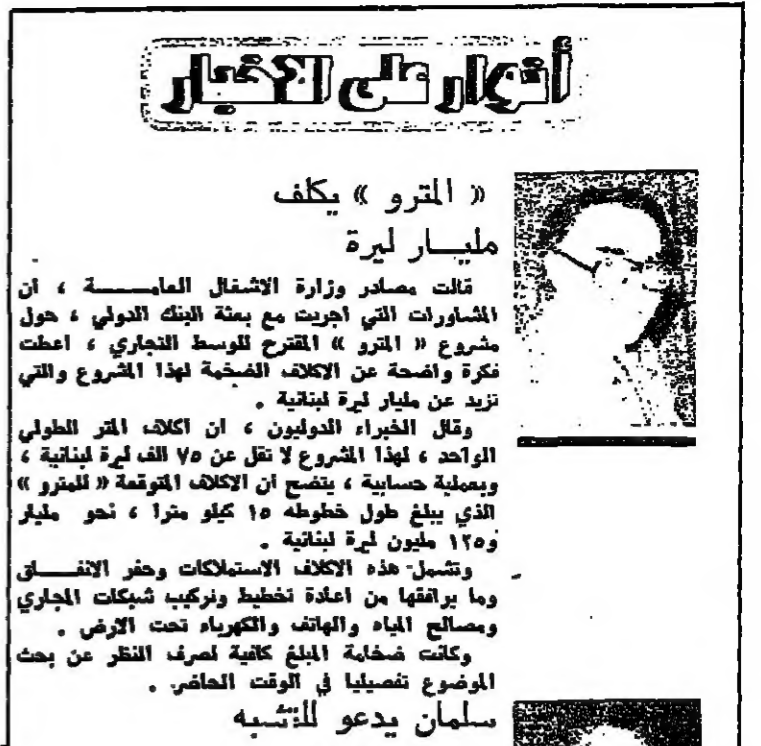 أنوار على الاخبار
« المترو » يكلف
مليـــار ليرة
قالت مصادر وزارة الاشغال العامـــــة ، ان
المشاورات التي اجريت مع بعثة البنك الدولي ، حول
مشروع « المترو » المقترح للوسط التجاري ، اعطت
فكرة واضحة عن الاكلاف الضخمة لهذا المشروع والتي
تزيد عن مليار ليرة لبنانية .
وقال الخبراء الدوليون ، ان اكلاف المتر الطولي
الواحد ، لهذا المشروع لا تقل عن ٧٥ الف ليرة لبنانية ،
وبعملية حسابية ، يتضح ان الاكلاف المتوقعة « للمترو »
الذي يبلغ طول خطوطه ١٥ كيلو مترا ، نحو مليار
و١٢٥ مليون ليرة لبنانية .
وتشمل هذه الاكلاف الاستملاكات وحفر الانفـــاق
وما يرافقها من اعادة تخطيط وتركيب شبكات المجاري
ومصالح المياه والهاتف والكهرباء تحت الارض .
وكانت ضخامة المبلغ كافية لصرف النظر عن بحث
الموضوع تفصيليا في الوقت الحاضر .
سلمان يدعو